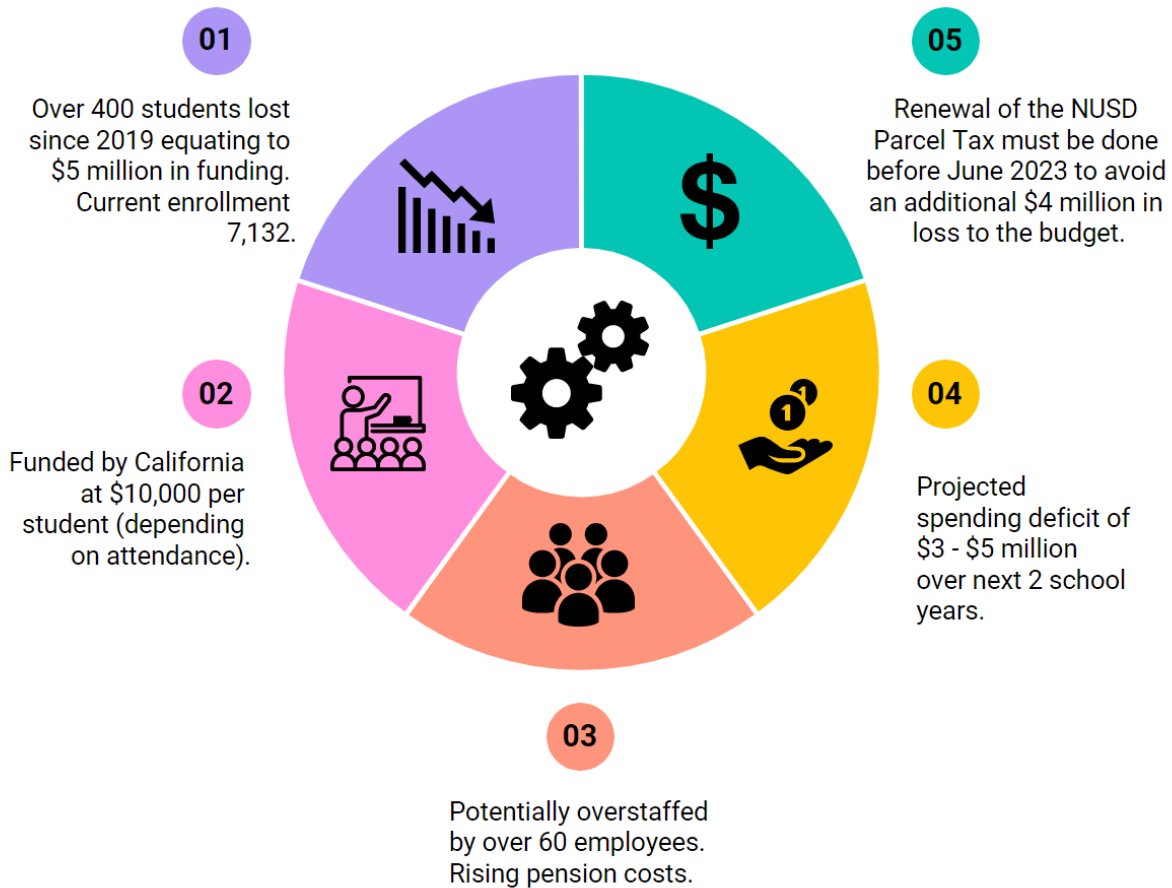 01
Over 400 students lost
since 2019 equating to
$5 million in funding.
Current enrollment
7,132.
02
Funded by California
at $10,000 per
student (depending
on attendance).
03
Potentially overstaffed
by over 60 employees.
Rising pension costs.
04
Projected
spending deficit of
$3 - $5 million
over next 2 school
years.
05
Renewal of the NUSD
Parcel Tax must be done
before June 2023 to avoid
an additional $4 million in
loss to the budget.
$
1
1